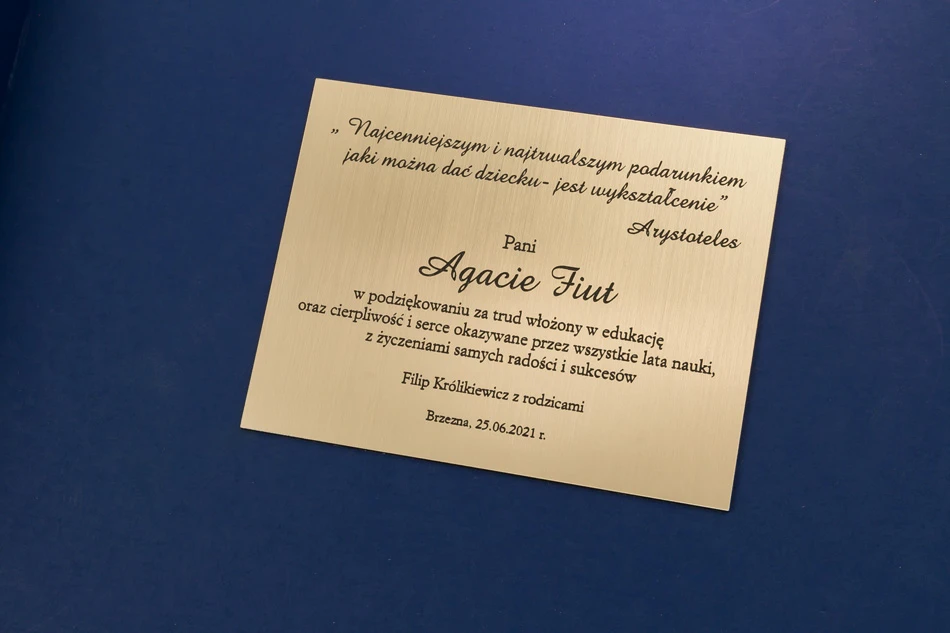 „ Najcenniejszym i najtrwalszym podarunkiem
jaki można dać dziecku - jest wykształcenie”
Arystoteles
Pani
Agacie Fiut
w podziękowaniu za trud włożony w edukację
oraz cierpliwość i serce okazywane przez wszystkie lata nauki,
z życzeniami samych radości i sukcesów
Filip Królikiewicz z rodzicami
Brzezna, 25.06.2021 r.